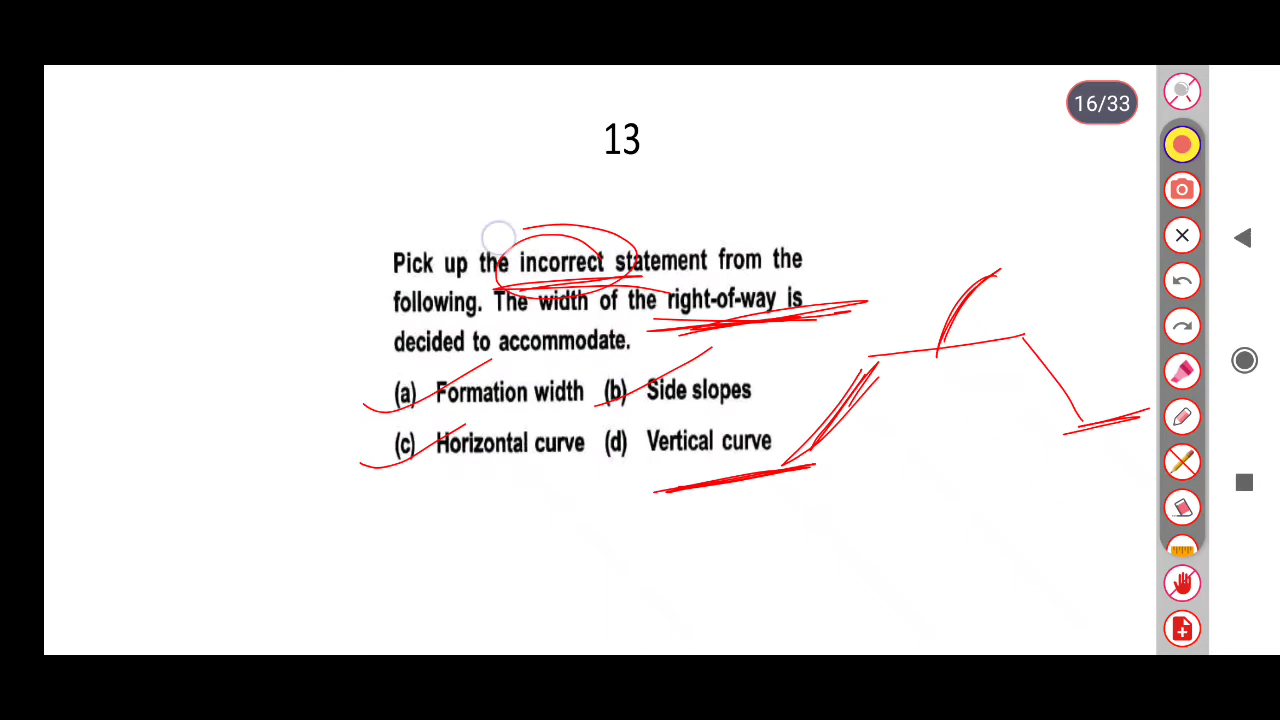 16/33
13
Pick up the incorrect statement from the
following. The width of the right-of-way is
decided to accommodate.
(a) Formation width (b) Side slopes
(c) Horizontal curve (d) Vertical curve